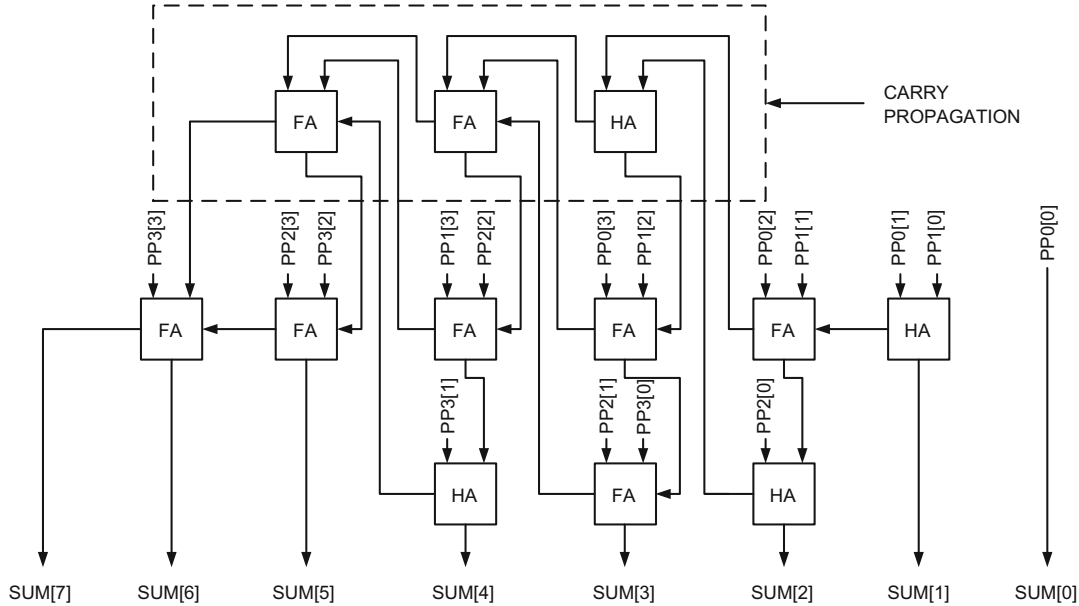 FA
FA
HA
CARRY
PROPAGATION
PP3[3]
PP2[3]
PP3[2]
PP1[3]
PP2[2]
PP0[3]
PP1[2]
PP0[2]
PP1[1]
PP0[1]
PP1[0]
PP0[0]
FA
FA
FA
FA
FA
HA
PP3[1]
PP2[1]
PP3[0]
PP2[0]
HA
FA
HA
SUM[7]
SUM[6]
SUM[5]
SUM[4]
SUM[3]
SUM[2]
SUM[1]
SUM[0]